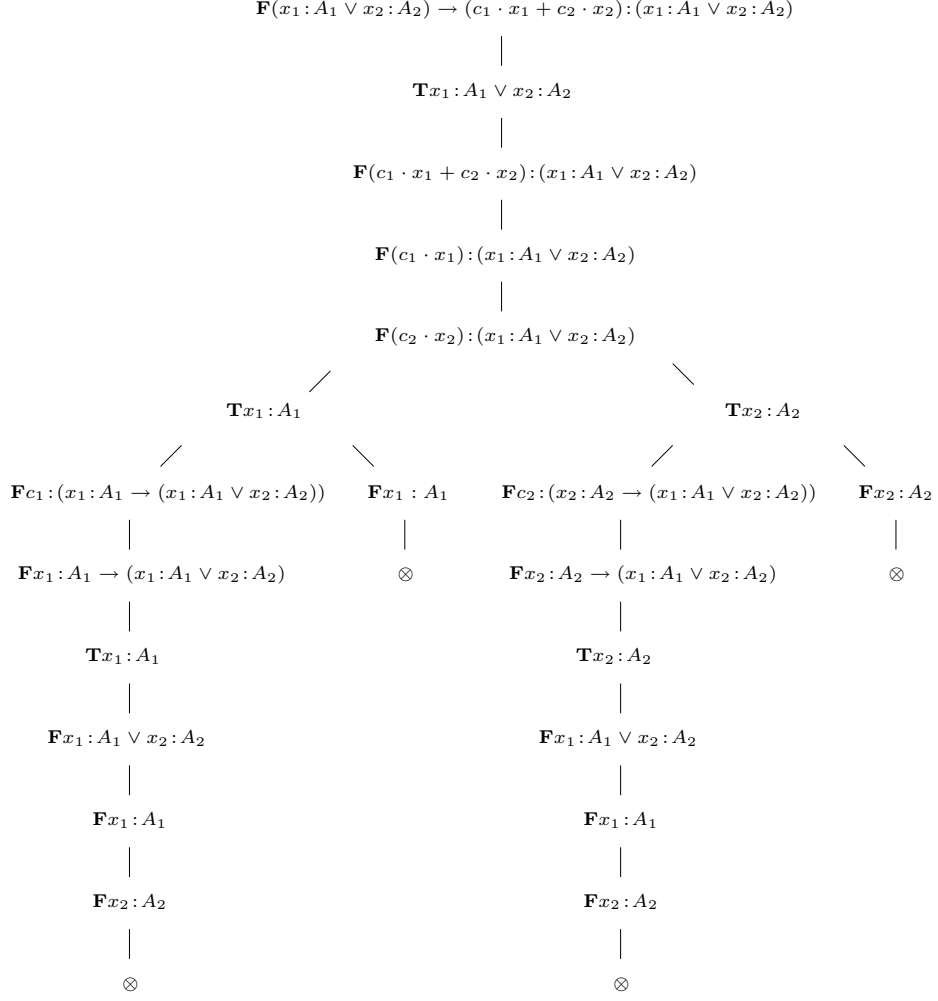 F(x₁:A₁ ∨ x₂:A₂) → (c₁ · x₁ + c₂ · x₂):(x₁:A₁ ∨ x₂:A₂)
Tx₁:A₁ ∨ x₂:A₂
F(c₁ · x₁ + c₂ · x₂):(x₁:A₁ ∨ x₂:A₂)
F(c₁ · x₁):(x₁:A₁ ∨ x₂:A₂)
F(c₂ · x₂):(x₁:A₁ ∨ x₂:A₂)
Tx₁:A₁ Tx₂:A₂
Fc₁:(x₁:A₁ → (x₁:A₁ ∨ x₂:A₂)) Fx₁ : A₁ Fc₂:(x₂:A₂ → (x₁:A₁ ∨ x₂:A₂)) Fx₂:A₂
Fx₁:A₁ → (x₁:A₁ ∨ x₂:A₂) ⊗ Fx₂:A₂ → (x₁:A₁ ∨ x₂:A₂) ⊗
Tx₁:A₁ Tx₂:A₂
Fx₁:A₁ ∨ x₂:A₂ Fx₁:A₁ ∨ x₂:A₂
Fx₁:A₁ Fx₁:A₁
Fx₂:A₂ Fx₂:A₂
⊗ ⊗